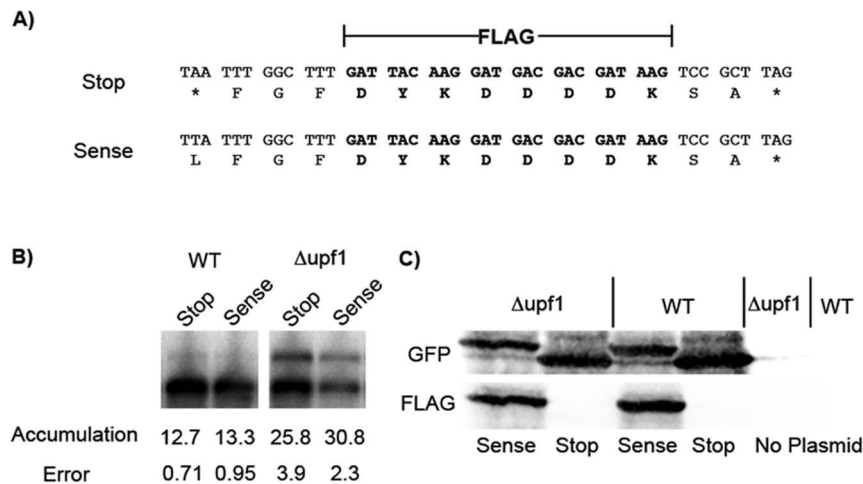 A)
FLAG
Stop
TAA TTT GGC TTT GAT TAC AAG GAT GAC GAC GAT AAG TCC GCT TAG
* F G F D Y K D D D D K S A *
Sense
TTA TTT GGC TTT GAT TAC AAG GAT GAC GAC GAT AAG TCC GCT TAG
L F G F D Y K D D D D K S A *
B)
WT Δupf1
Stop Sense Stop Sense
Accumulation 12.7 13.3 25.8 30.8
Error 0.71 0.95 3.9 2.3
C)
Δupf1 WT Δupf1 WT
GFP
FLAG
Sense Stop Sense Stop No Plasmid